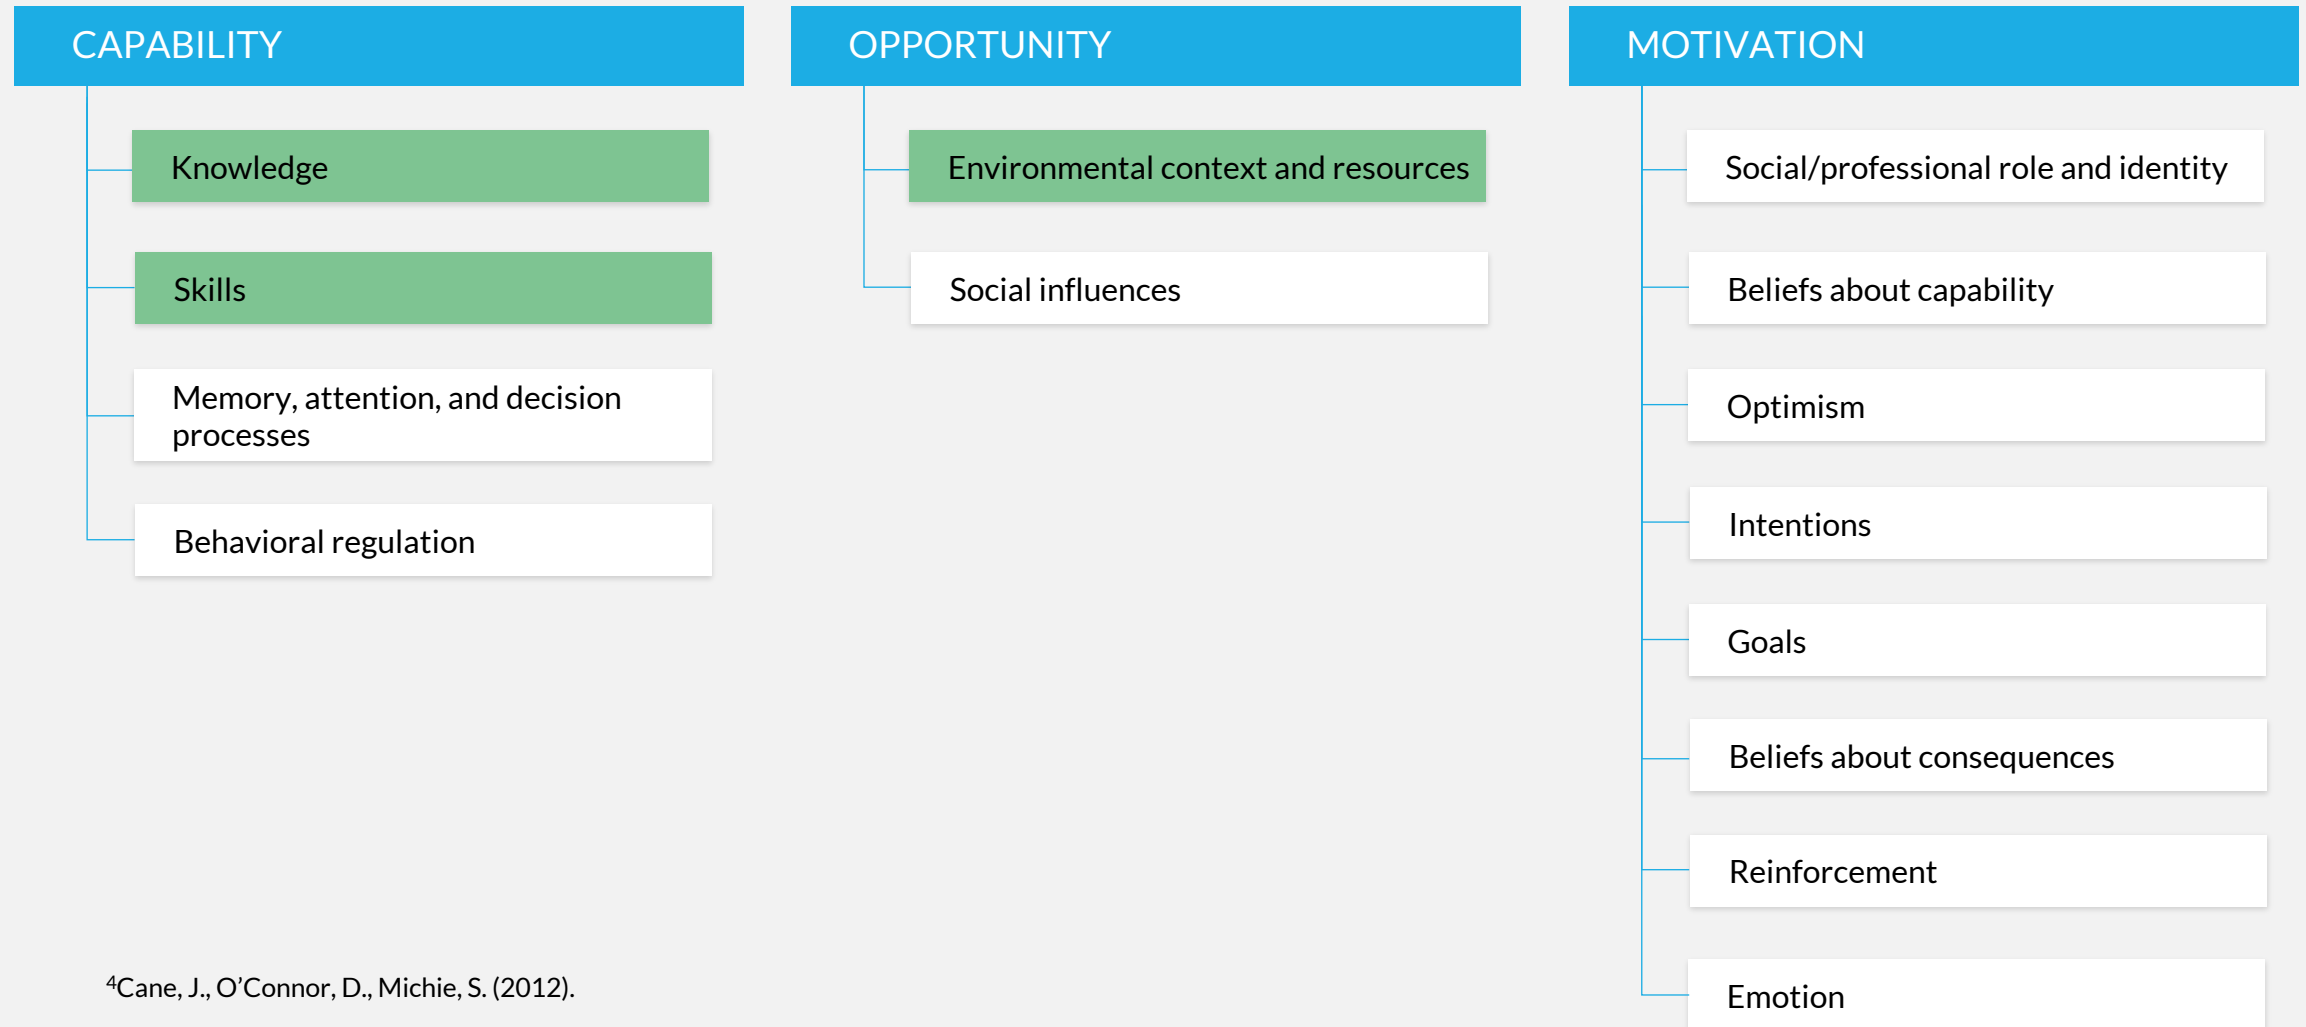 CAPABILITY
Knowledge
Skills
Memory, attention, and decision
processes
Behavioral regulation
OPPORTUNITY
Environmental context and resources
Social influences
MOTIVATION
Social/professional role and identity
Beliefs about capability
Optimism
Intentions
Goals
Beliefs about consequences
Reinforcement
Emotion
⁴Cane, J., O’Connor, D., Michie, S. (2012).